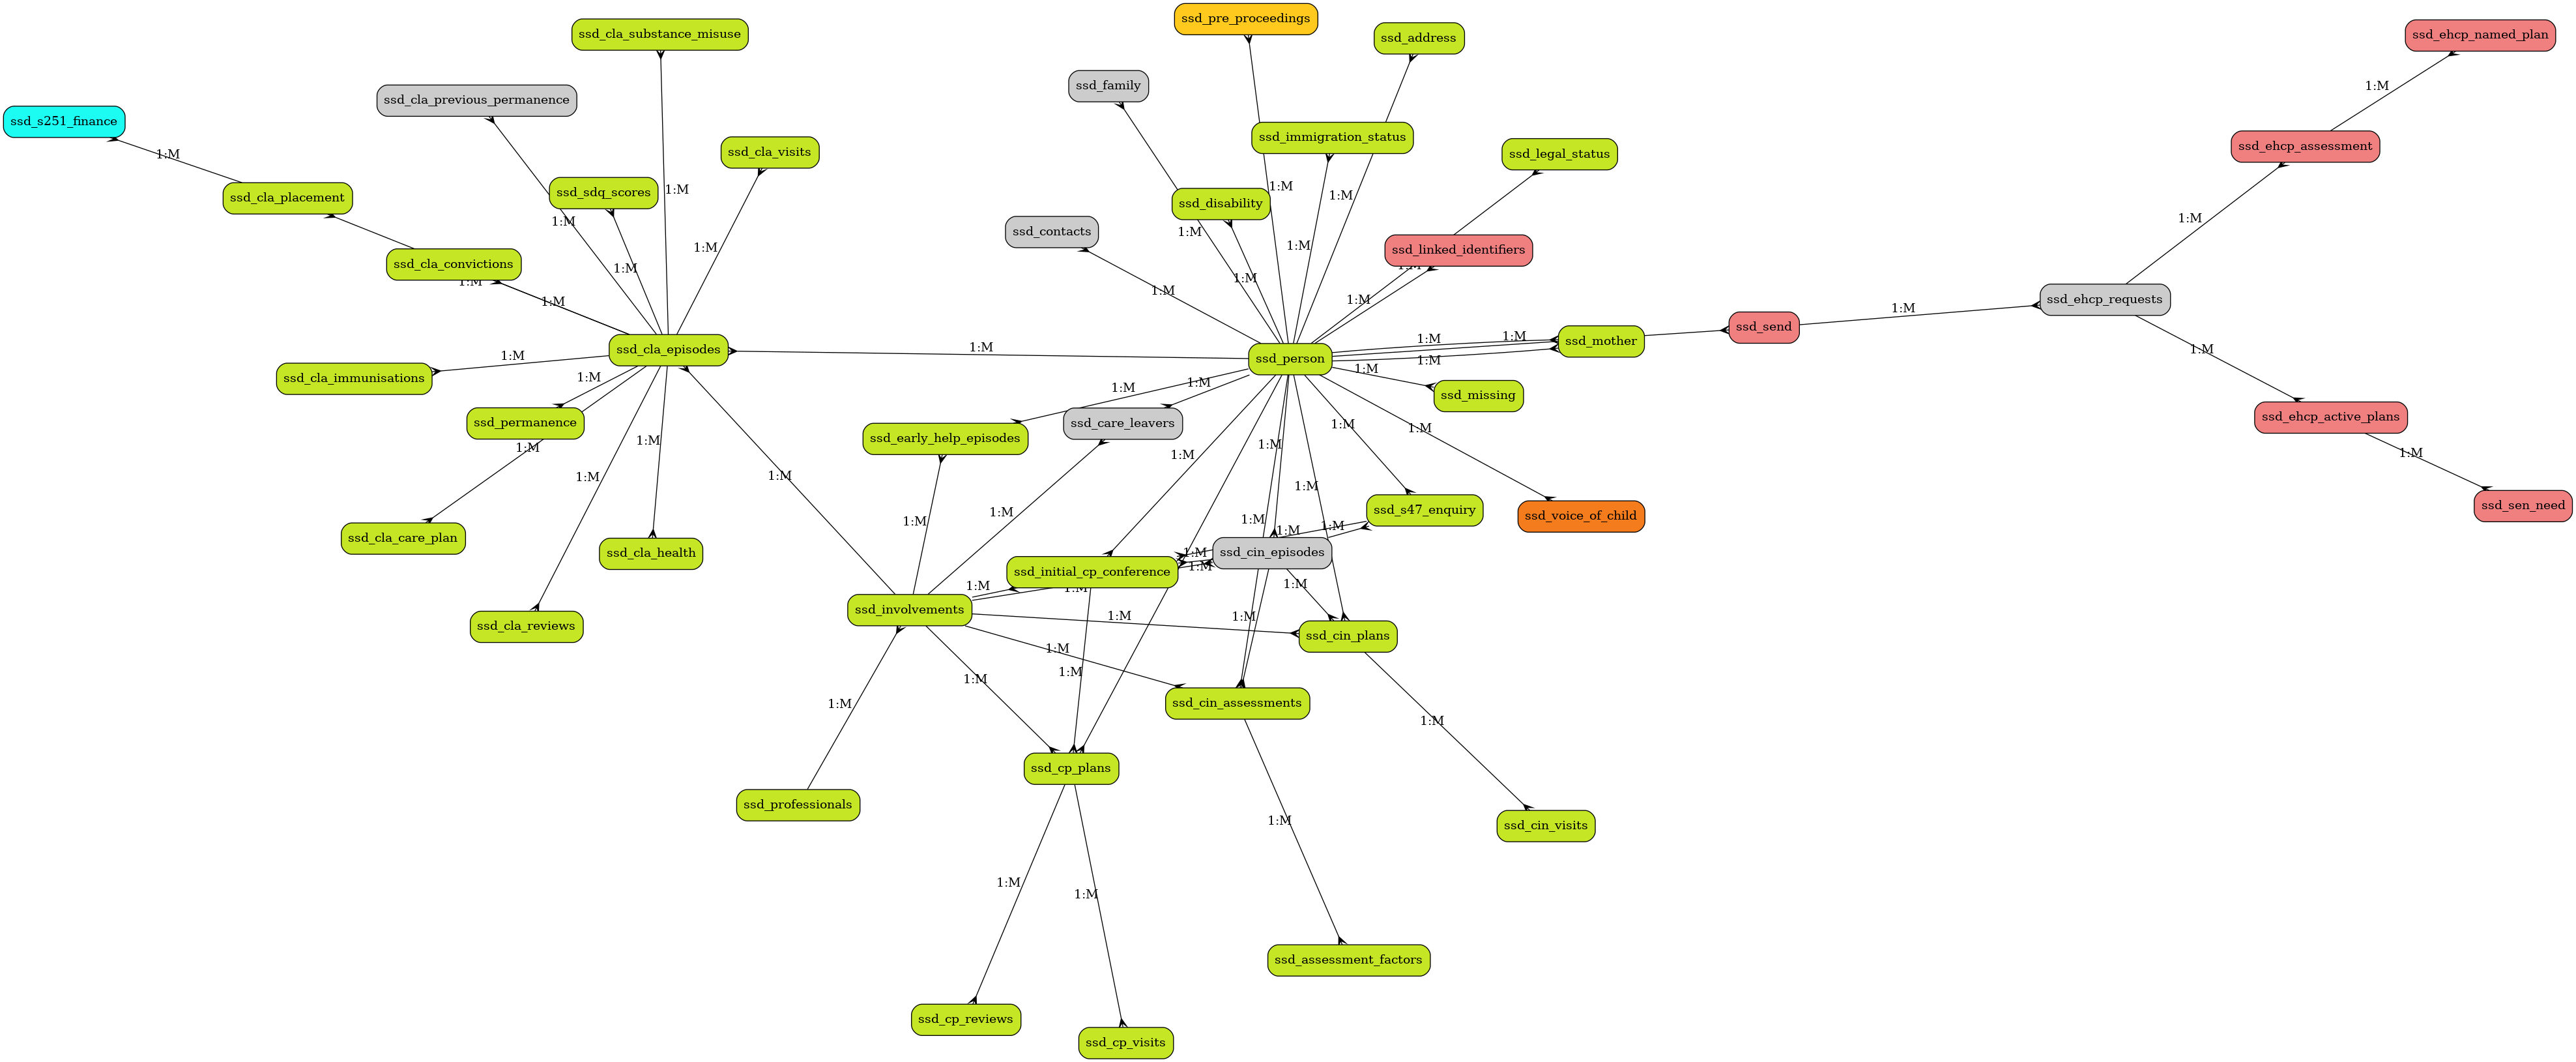 ssd_pre_proceedings
ssd_cla_substance_misuse
ssd_address
ssd_ehcp_named_plan
ssd_family
1:M
ssd_cla_previous_permanence
ssd_s251_finance
ssd_immigration_status
ssd_ehcp_assessment
ssd_cla_visits
ssd_legal_status
1:M
1:M
1:M
1:M
ssd_sdq_scores
ssd_cla_placement
ssd_disability
1:M
1:M
1:M
ssd_contacts
1:M
1:M
1:M
ssd_linked_identifiers
ssd_cla_convictions
1:M
1:M
1:M
1:M
1:M
1:M
1:M
ssd_ehcp_requests
1:M
ssd_send
1:M
1:M
ssd_mother
1:M
ssd_cla_episodes
1:M
1:M
1:M
ssd_person
1:M
1:M
ssd_cla_immunisations
1:M
1:M
1:M
ssd_missing
ssd_ehcp_active_plans
ssd_permanence
ssd_care_leavers
1:M
1:M
ssd_early_help_episodes
1:M
1:M
1:M
1:M
1:M
1:M
1:M
1:M
ssd_sen_need
ssd_s47_enquiry
ssd_voice_of_child
1:M
1:M
1:M
1:M
1:M
ssd_cla_care_plan
ssd_cla_health
1:M
ssd_cin_episodes
1:M
ssd_initial_cp_conference
1:M
1:M
1:M
ssd_involvements
1:M
1:M
ssd_cla_reviews
ssd_cin_plans
1:M
1:M
1:M
1:M
ssd_cin_assessments
1:M
ssd_cp_plans
ssd_professionals
1:M
ssd_cin_visits
1:M
1:M
ssd_assessment_factors
ssd_cp_reviews
ssd_cp_visits